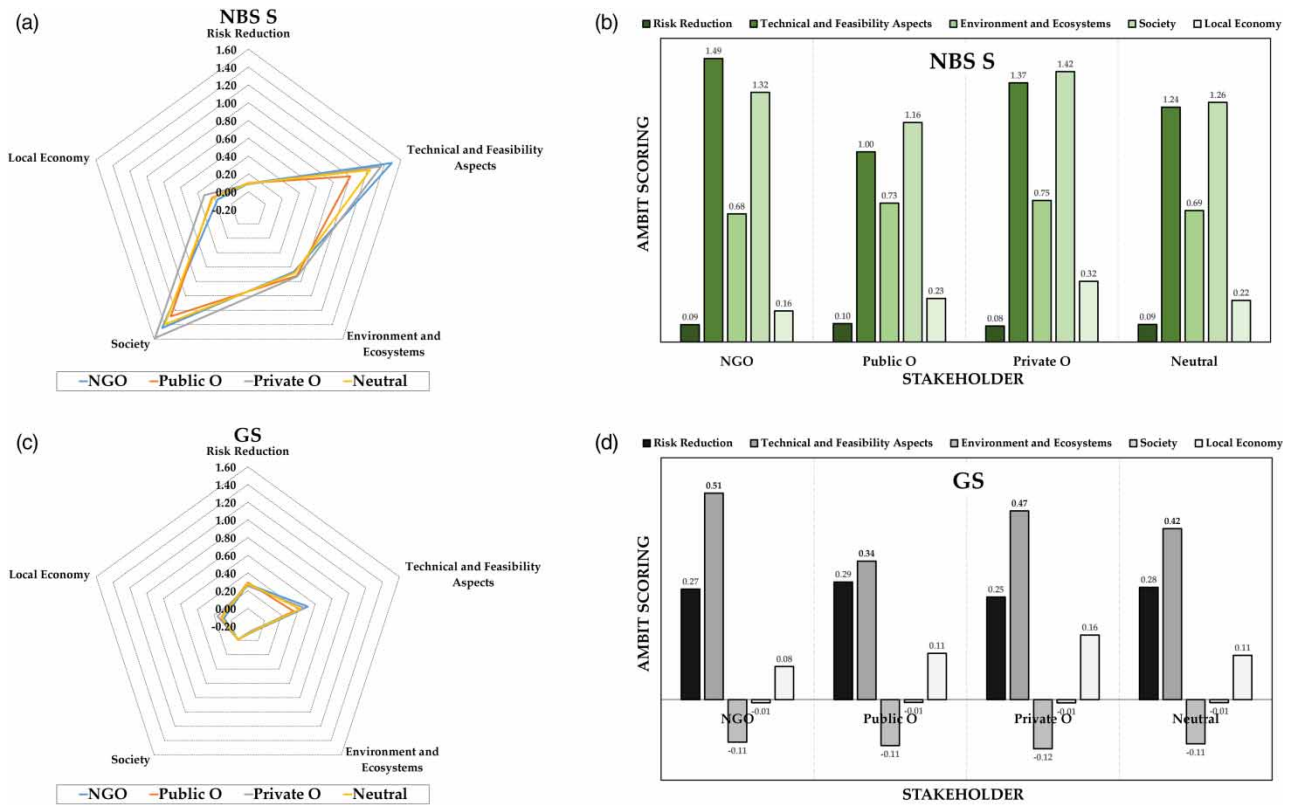 (a)
NBS S
Risk Reduction
1.60
1.40
1.20
1.00
0.80
0.60
0.40
0.20
0.00
-0.20
Local Economy
Technical and Feasibility
Aspects
Society
Environment and
Ecosystems
NGO Public O Private O Neutral
(b)
Risk Reduction Technical and Feasibility Aspects Environment and Ecosystems Society Local Economy
NBS S
AMBIT SCORING
0.09 1.49 0.68 1.32 0.16
0.10 1.00 0.73 1.16 0.23
0.08 1.37 0.75 1.42 0.32
0.09 1.24 0.69 1.26 0.22
NGO Public O Private O Neutral
STAKEHOLDER
(c)
GS
Risk Reduction
1.60
1.40
1.20
1.00
0.80
0.60
0.40
0.20
0.00
-0.20
Local Economy
Technical and Feasibility
Aspects
Society
Environment and
Ecosystems
NGO Public O Private O Neutral
(d)
Risk Reduction Technical and Feasibility Aspects Environment and Ecosystems Society Local Economy
GS
AMBIT SCORING
0.27 0.51 -0.11 -0.01 0.08
0.29 0.34 -0.11 -0.01 0.11
0.25 0.47 -0.12 -0.01 0.16
0.28 0.42 -0.11 -0.01 0.11
NGO Public O Private O Neutral
STAKEHOLDER